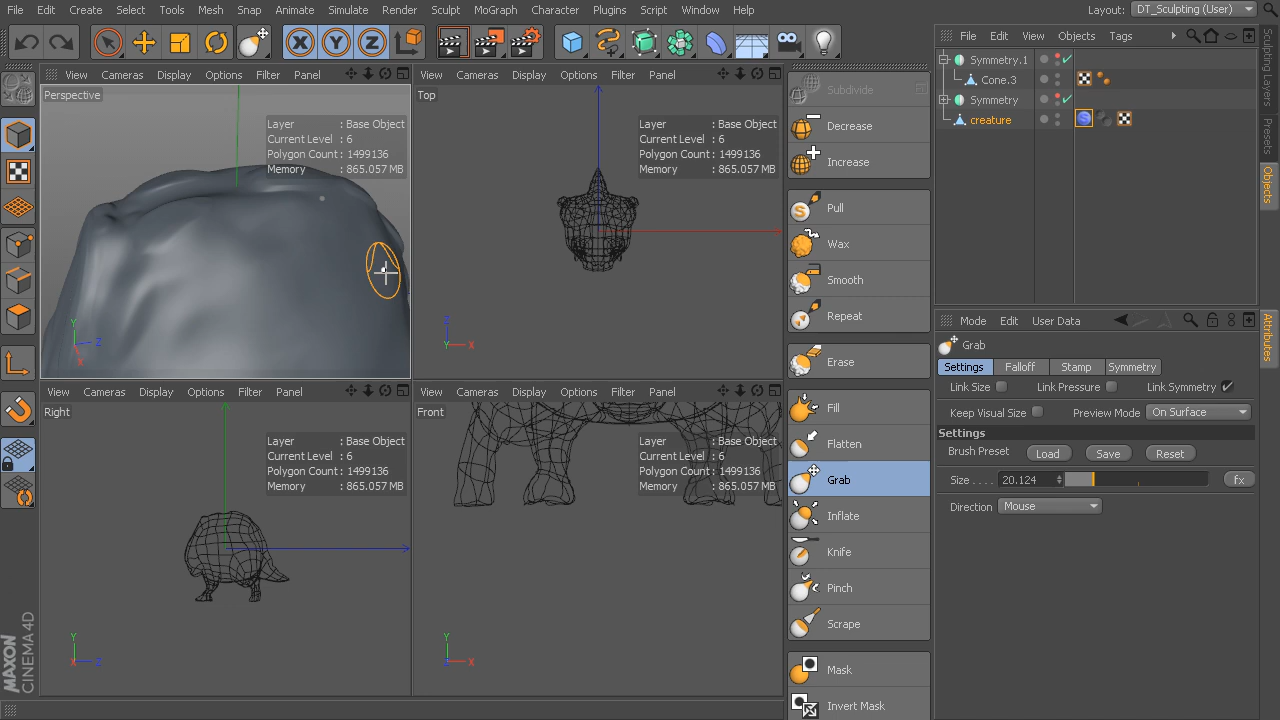 File Edit Create Select Tools Mesh Snap Animate Simulate Render Sculpt MoGraph Character Plugins Script Window Help Layout: DT_Sculpting (User)
X Y Z
View Cameras Display Options Filter Panel
Perspective
Layer : Base Object
Current Level : 6
Polygon Count : 1499136
Memory : 865.057 MB
Y
Z
X
View Cameras Display Options Filter Panel
Top
Layer : Base Object
Current Level : 6
Polygon Count : 1499136
Memory : 865.057 MB
Z
Y X
View Cameras Display Options Filter Panel
Right
Layer : Base Object
Current Level : 6
Polygon Count : 1499136
Memory : 865.057 MB
Y
X Z
View Cameras Display Options Filter Panel
Front
Layer : Base Object
Current Level : 6
Polygon Count : 1499136
Memory : 865.057 MB
Y
Z X
MAXON
CINEMA 4D
Subdivide
Decrease
Increase
Pull
Wax
Smooth
Repeat
Erase
Fill
Flatten
Grab
Inflate
Knife
Pinch
Scrape
Mask
Invert Mask
File Edit View Objects Tags
Symmetry.1
Cone.3
Symmetry
creature
Mode Edit User Data
Grab
Settings Falloff Stamp Symmetry
Link Size Link Pressure Link Symmetry
Keep Visual Size Preview Mode On Surface
Settings
Brush Preset Load Save Reset
Size . . . . 20.124 fx
Direction Mouse
Sculpting Layers
Presets
Objects
Attributes